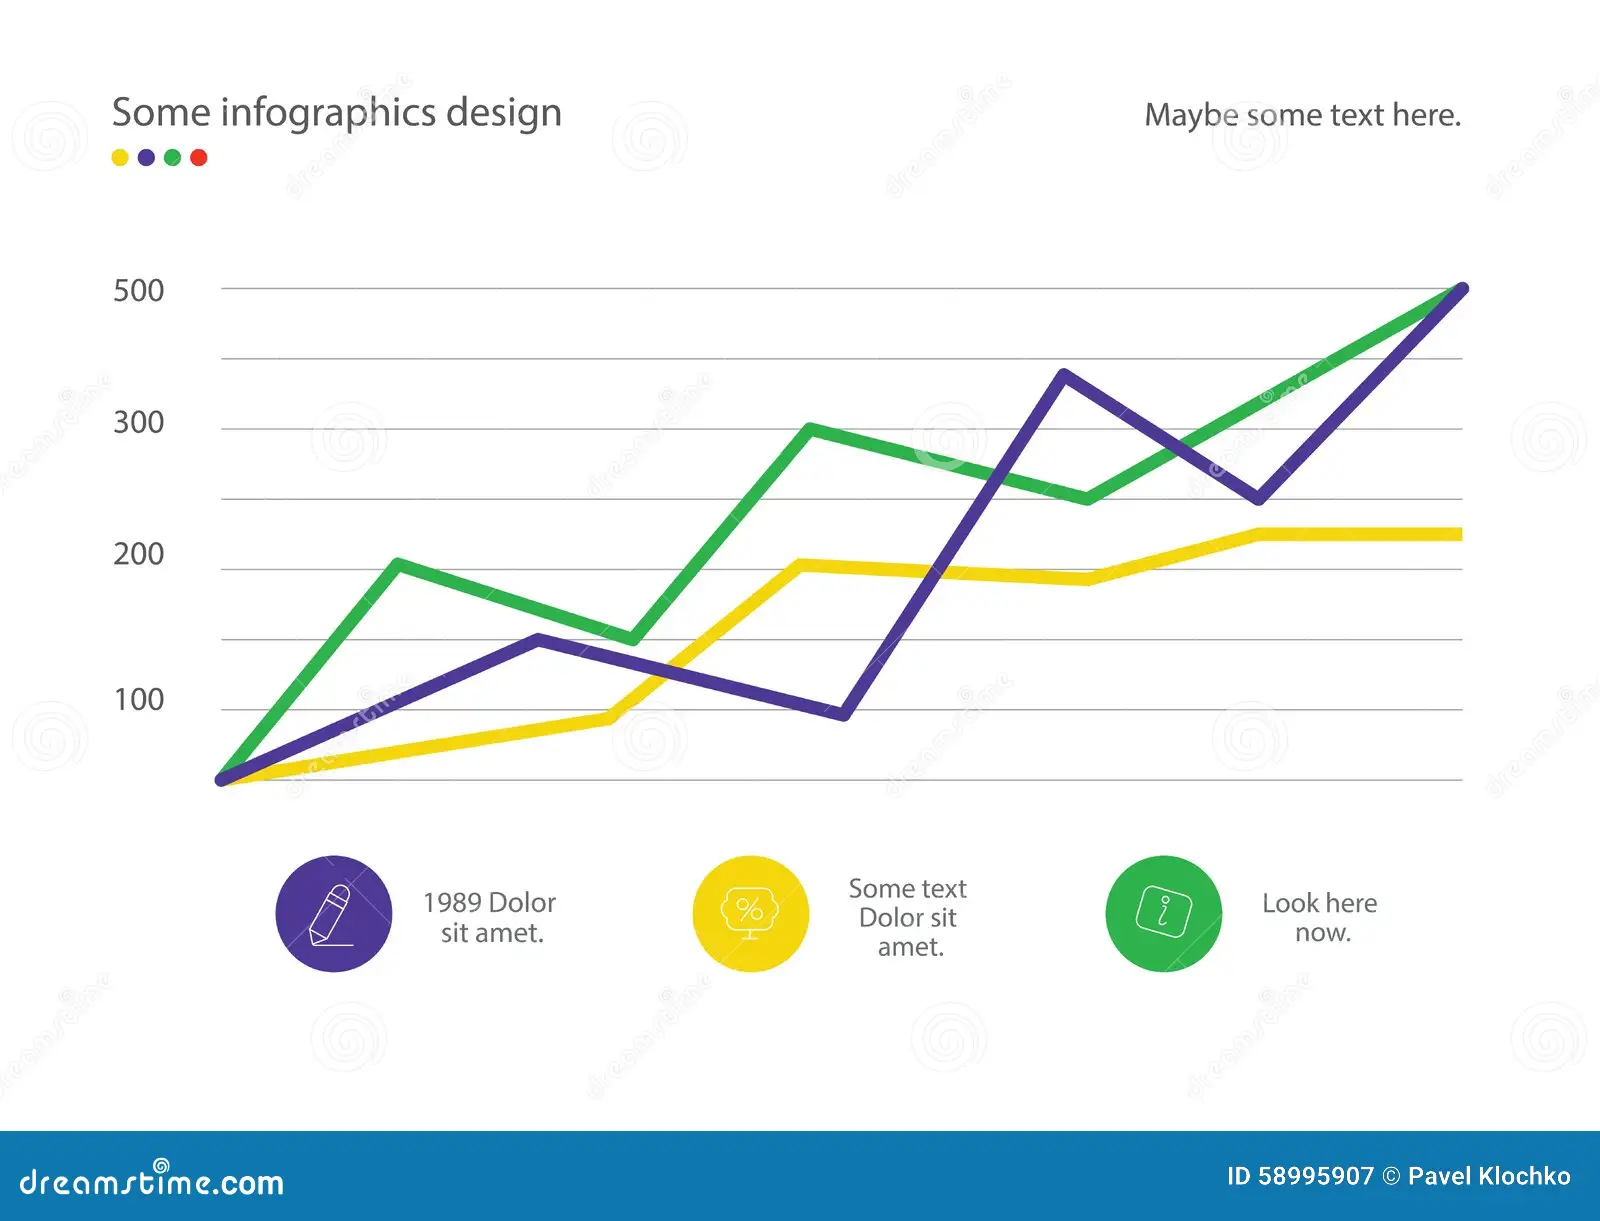 Some infographics design
Maybe some text here.
500
300
200
100
1989 Dolor
sit amet.
%
Some text
Dolor sit
amet.
i
Look here
now.
dreamstime.com
ID 58995907 © Pavel Klochko
dreamstime